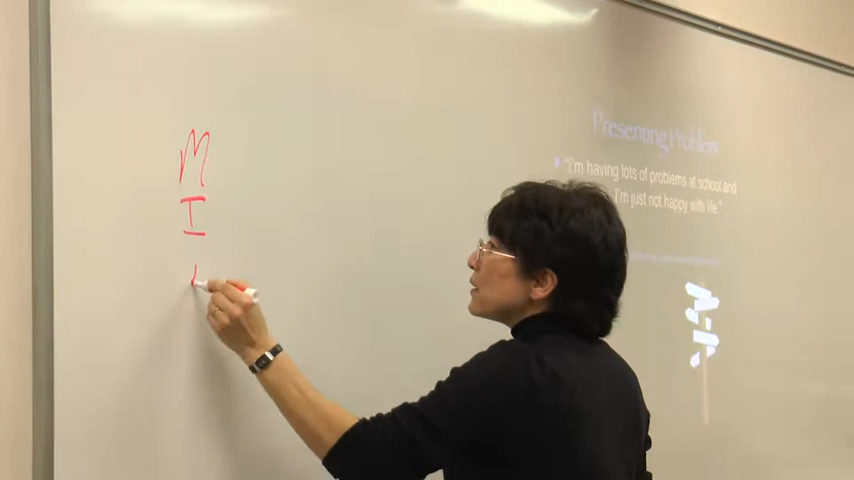 M
I
Presenting Problem
"I'm having lots of problems at school and
I'm just not happy with life."